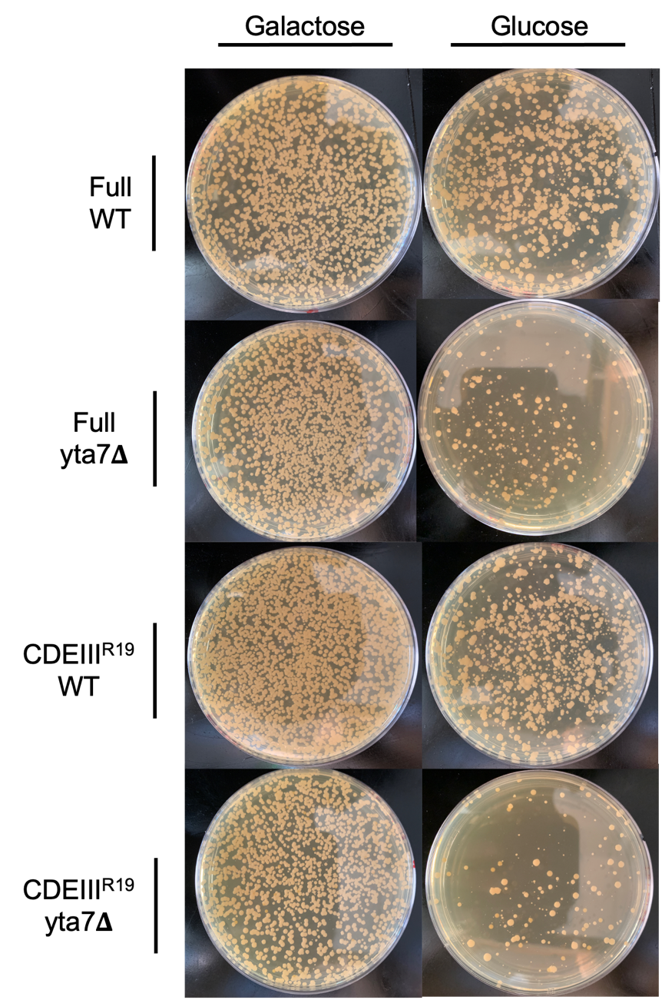 Galactose Glucose
Full
WT
Full
yta7Δ
CDEIIIᴿ¹⁹
WT
CDEIIIᴿ¹⁹
yta7Δ